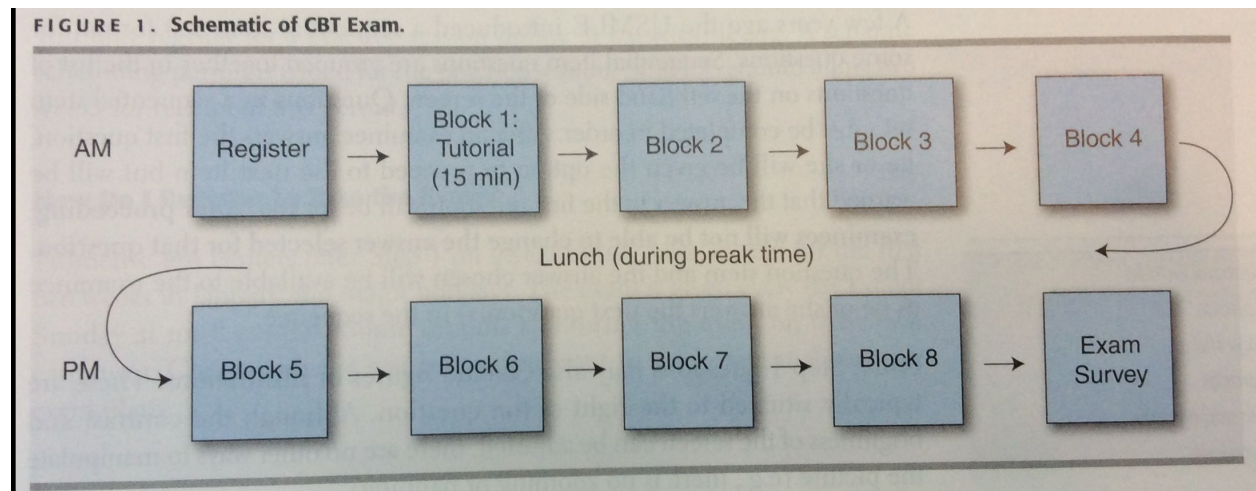 FIGURE 1. Schematic of CBT Exam.
AM
Register
Block 1:
Tutorial
(15 min)
Block 2
Block 3
Block 4
Lunch (during break time)
PM
Block 5
Block 6
Block 7
Block 8
Exam
Survey